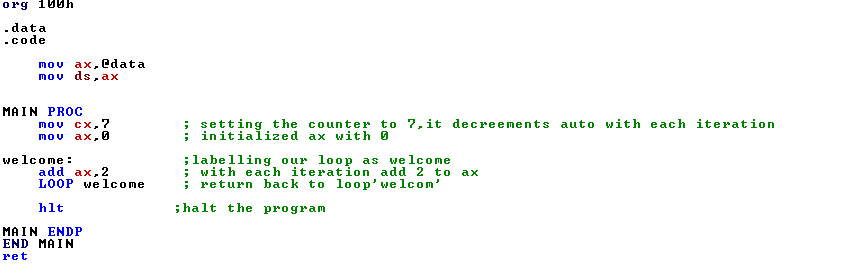 org 100h
.data
.code
mov ax,@data
mov ds,ax
MAIN PROC
mov cx,7 ; setting the counter to 7,it decreements auto with each iteration
mov ax,0 ; initialized ax with 0
welcome: ;labelling our loop as welcome
add ax,2 ; with each iteration add 2 to ax
LOOP welcome ; return back to loop'welcom'
hlt ;halt the program
MAIN ENDP
END MAIN
ret